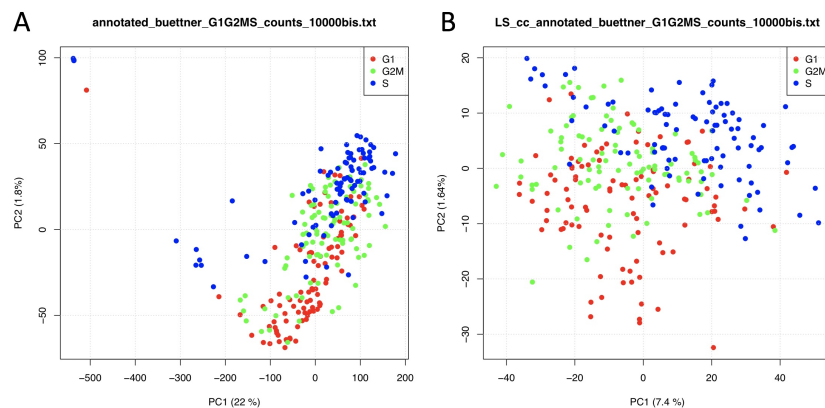 A
annotated_buettner_G1G2MS_counts_10000bis.txt
G1
G2M
S
PC2 (1.8%)
100
50
0
−50
−500
−400
−300
−200
−100
0
100
200
PC1 (22 %)
B
LS_cc_annotated_buettner_G1G2MS_counts_10000bis.txt
G1
G2M
S
PC2 (1.64%)
20
10
0
−10
−20
−30
−40
−20
0
20
40
PC1 (7.4 %)